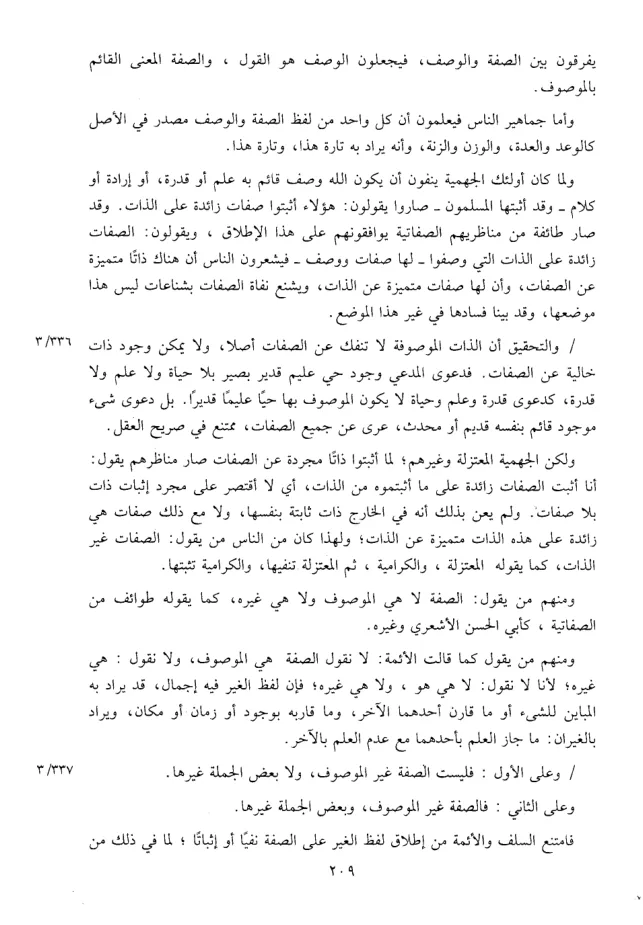 يفرقون بين الصفة والوصف، فيجعلون الوصف هو القول ، والصفة المعنى القائم
بالموصوف.
وأما جماهير الناس فيعلمون أن كل واحد من لفظ الصفة والوصف مصدر في الأصل
كالوعد والعدة، والوزن والزنة، وأنه يراد به تارة هذا، وتارة هذا.
ولما كان أولئك الجهمية ينفون أن يكون الله وصف قائم به علم أو قدرة، أو إرادة أو
كلام ـ وقد أثبتها المسلمون ـ صاروا يقولون: هؤلاء أثبتوا صفات زائدة على الذات. وقد
صار طائفة من مناظريهم الصفاتية يوافقونهم على هذا الإطلاق ، ويقولون: الصفات
زائدة على الذات التي وصفوا ـ لها صفات ووصف ـ فيشعرون الناس أن هناك ذاتًا متميزة
عن الصفات، وأن لها صفات متميزة عن الذات، ويشنع نفاة الصفات بشناعات ليس هذا
موضعها، وقد بينا فسادها في غير هذا الموضع.
/ والتحقيق أن الذات الموصوفة لا تنفك عن الصفات أصلا، ولا يمكن وجود ذات ٣/٣٣٦
خالية عن الصفات. فدعوى المدعي وجود حي عليم قدير بصير بلا حياة ولا علم ولا
قدرة، كدعوى قدرة وعلم وحياة لا يكون الموصوف بها حيًا عليمًا قديرًا. بل دعوى شىء
موجود قائم بنفسه قديم أو محدث، عرى عن جميع الصفات، ممتنع في صريح العقل.
ولكن الجهمية المعتزلة وغيرهم؛ لما أثبتوا ذاتًا مجردة عن الصفات صار مناظرهم يقول:
أنا أثبت الصفات زائدة على ما أثبتموه من الذات، أي لا أقتصر على مجرد إثبات ذات
بلا صفات. ولم يعن بذلك أنه في الخارج ذات ثابتة بنفسها، ولا مع ذلك صفات هي
زائدة على هذه الذات متميزة عن الذات؛ ولهذا كان من الناس من يقول: الصفات غير
الذات، كما يقوله المعتزلة ، والكرامية ، ثم المعتزلة تنفيها، والكرامية تثبتها.
ومنهم من يقول: الصفة لا هي الموصوف ولا هي غيره، كما يقوله طوائف من
الصفاتية ، كأبي الحسن الأشعري وغيره.
ومنهم من يقول كما قالت الأئمة: لا نقول الصفة هي الموصوف، ولا نقول : هي
غيره؛ لأنا لا نقول: لا هي هو ، ولا هي غيره؛ فإن لفظ الغير فيه إجمال، قد يراد به
المباين للشىء أو ما قارن أحدهما الآخر، وما قاربه بوجود أو زمان أو مكان، ويراد
بالغيران: ما جاز العلم بأحدهما مع عدم العلم بالآخر.
/ وعلى الأول : فليست الصفة غير الموصوف، ولا بعض الجملة غيرها. ٣/٣٣٧
وعلى الثاني : فالصفة غير الموصوف، وبعض الجملة غيرها.
فامتنع السلف والأئمة من إطلاق لفظ الغير على الصفة نفيًا أو إثباتًا ؛ لما في ذلك من
٢٠٩